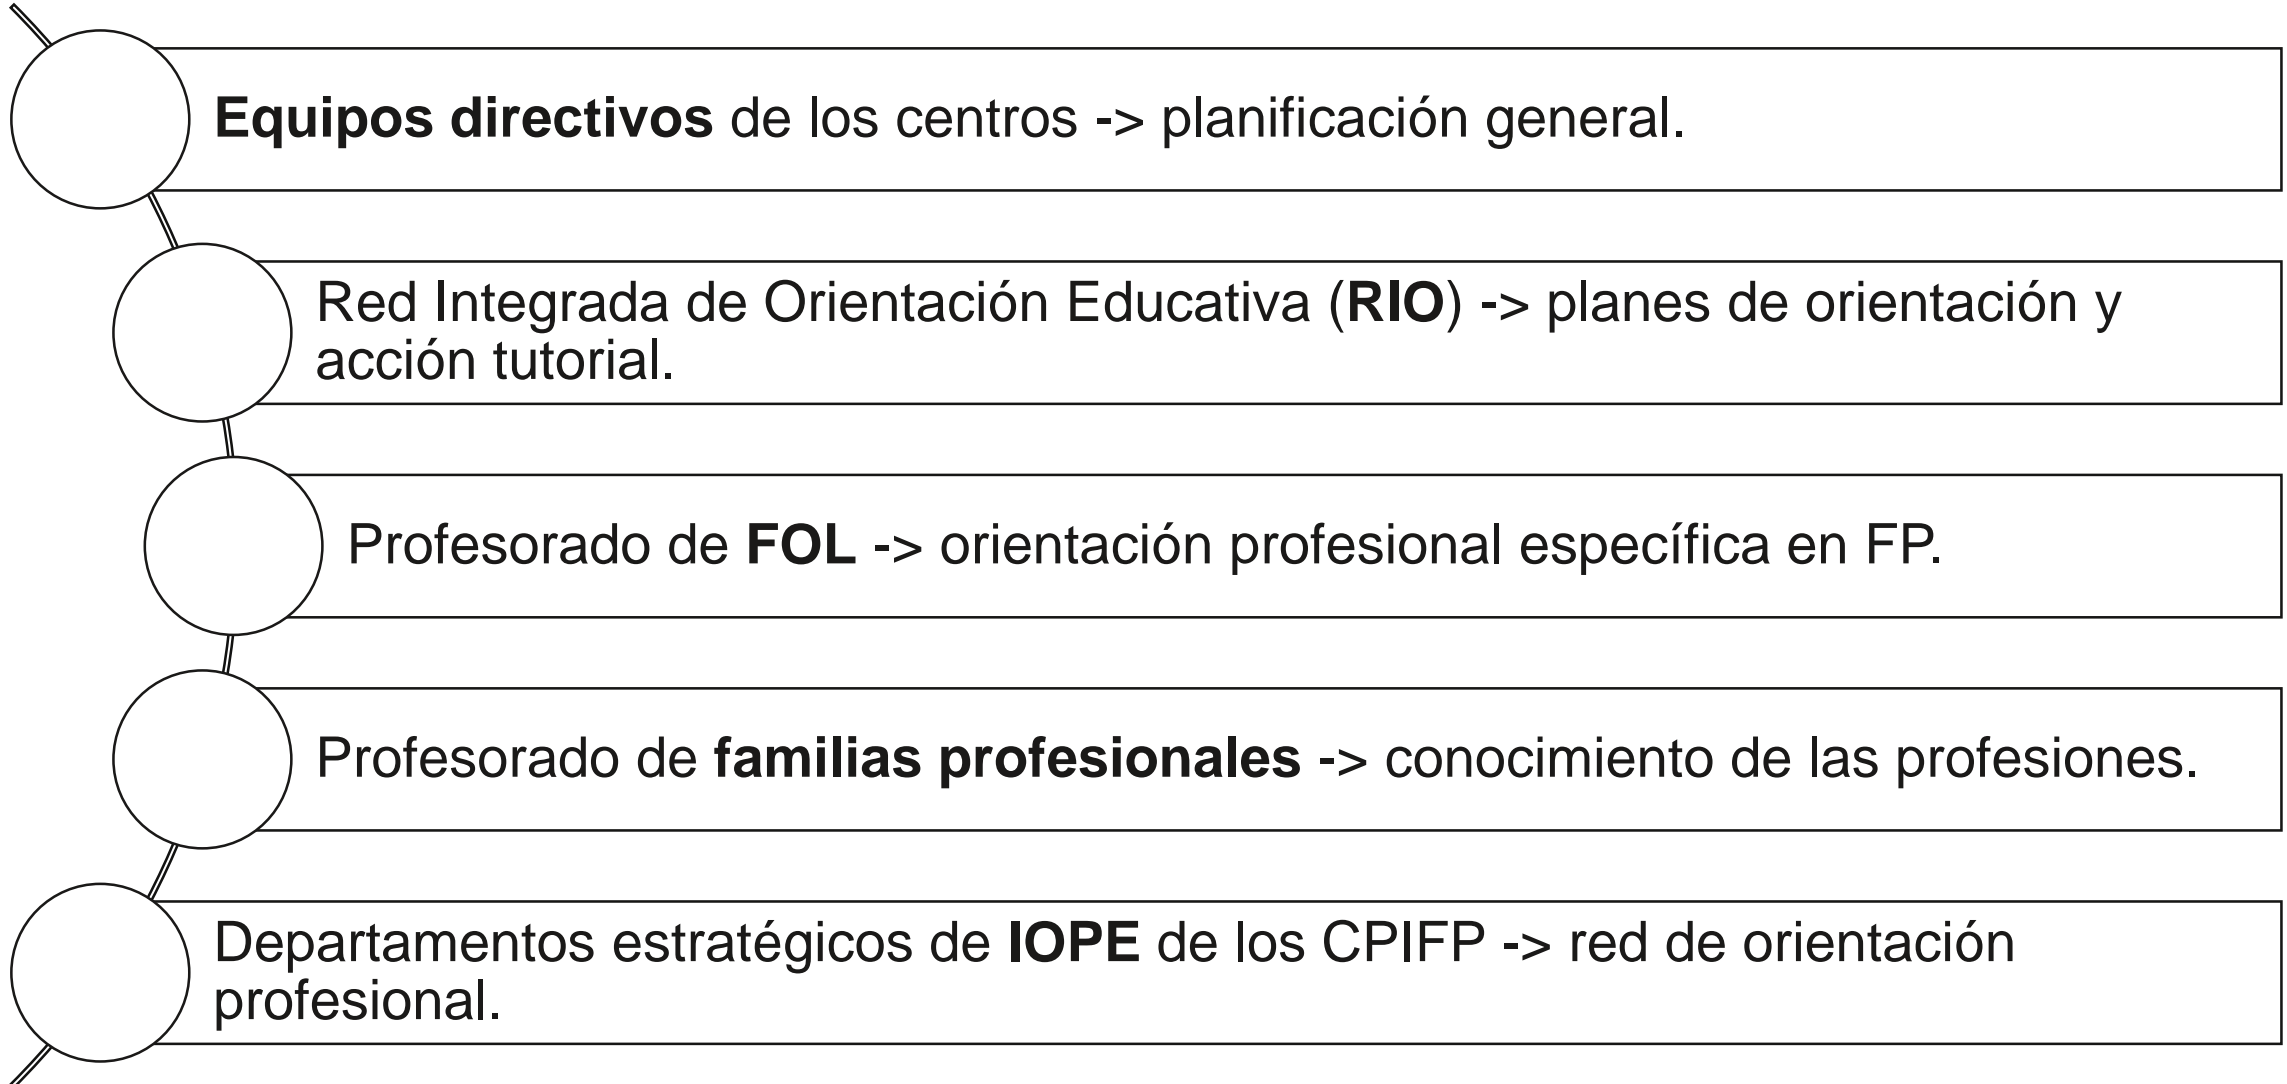 Equipos directivos de los centros -> planificación general.
Red Integrada de Orientación Educativa (RIO) -> planes de orientación y
acción tutorial.
Profesorado de FOL -> orientación profesional específica en FP.
Profesorado de familias profesionales -> conocimiento de las profesiones.
Departamentos estratégicos de IOPE de los CPIFP -> red de orientación
profesional.